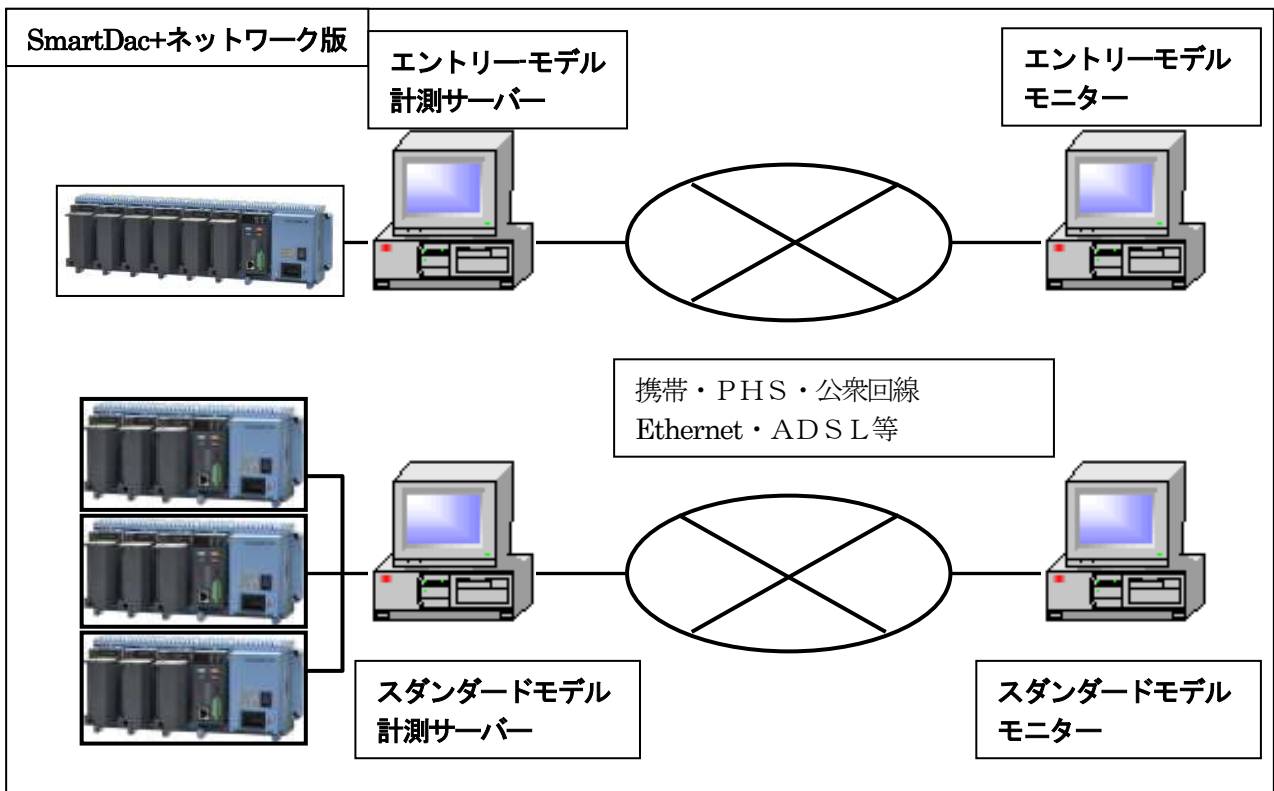 SmartDac+ネットワーク版
エントリーモデル
計測サーバー
エントリーモデル
モニター
携帯・ＰＨＳ・公衆回線
Ethernet・ＡＤＳＬ等
スダンダードモデル
計測サーバー
スダンダードモデル
モニター